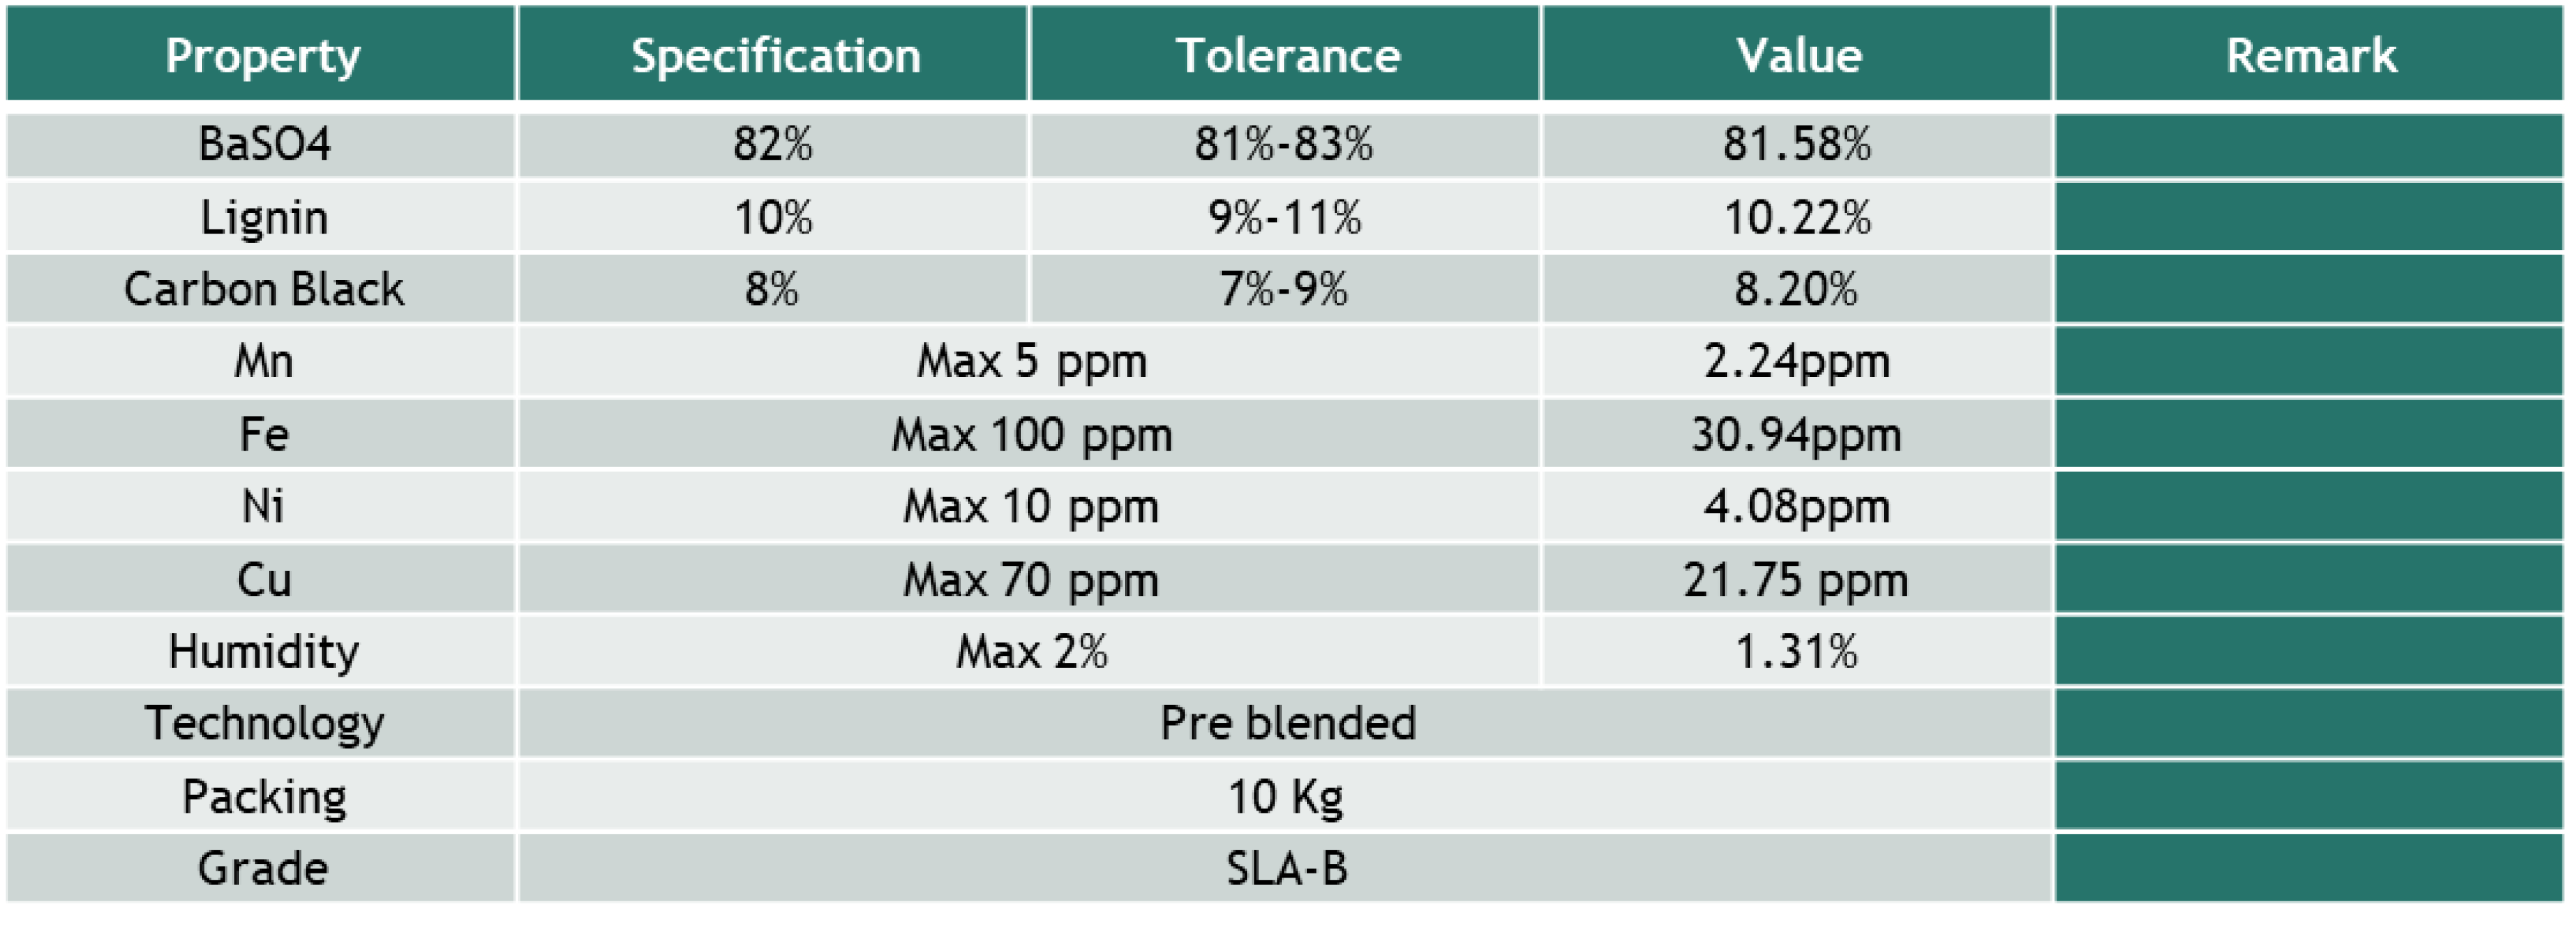 Property Specification Tolerance Value Remark
BaSO4 82% 81%-83% 81.58%
Lignin 10% 9%-11% 10.22%
Carbon Black 8% 7%-9% 8.20%
Mn Max 5 ppm 2.24ppm
Fe Max 100 ppm 30.94ppm
Ni Max 10 ppm 4.08ppm
Cu Max 70 ppm 21.75 ppm
Humidity Max 2% 1.31%
Technology Pre blended
Packing 10 Kg
Grade SLA-B